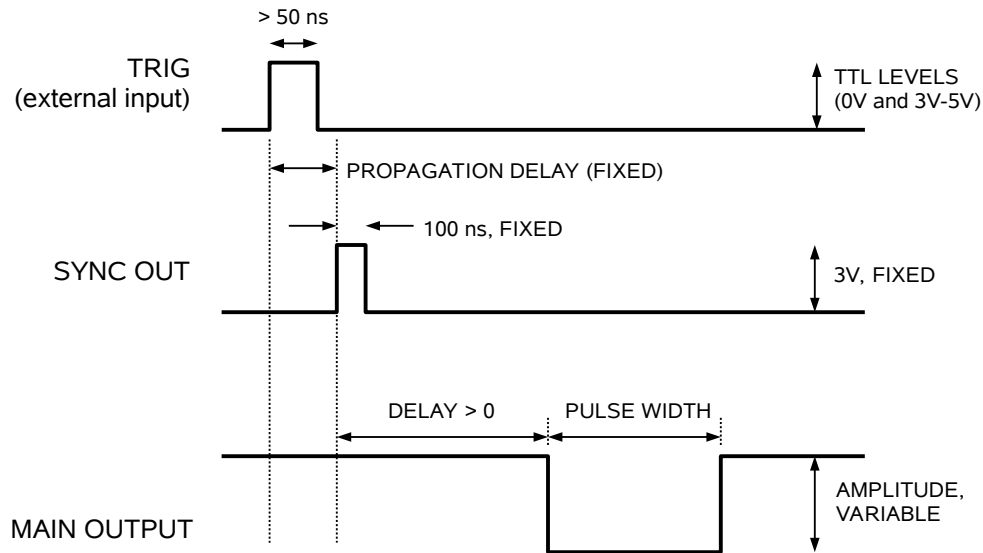 > 50 ns
TRIG
(external input)
TTL LEVELS
(0V and 3V-5V)
PROPAGATION DELAY (FIXED)
100 ns, FIXED
SYNC OUT
3V, FIXED
DELAY > 0
PULSE WIDTH
AMPLITUDE,
VARIABLE
MAIN OUTPUT